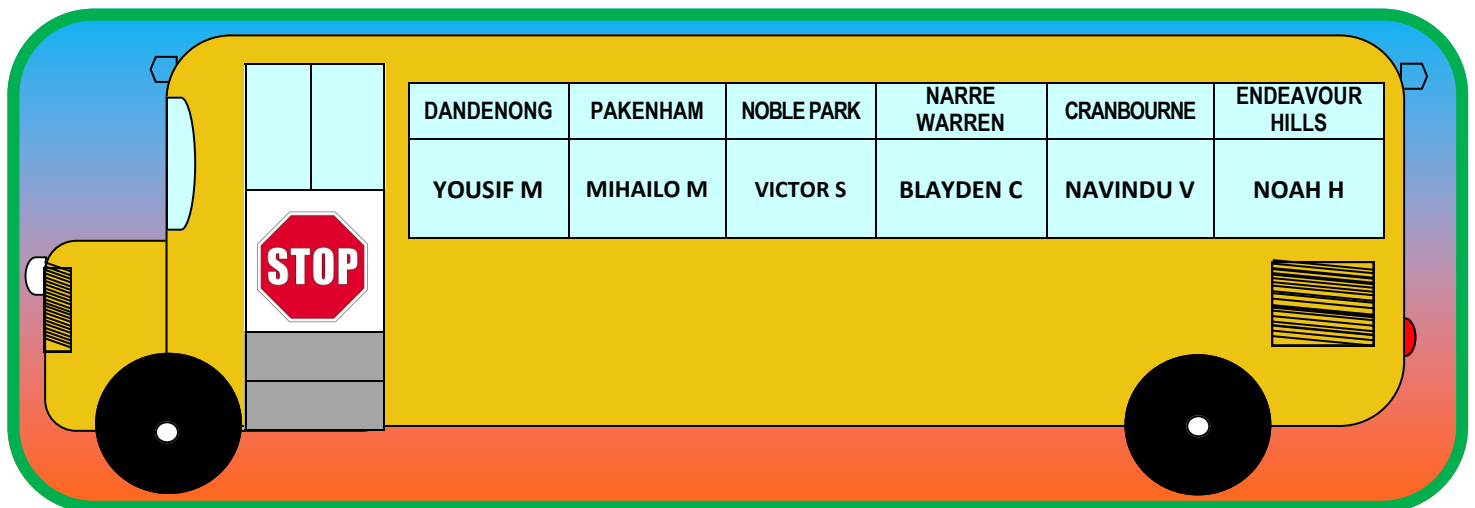 DANDENONG
PAKENHAM
NOBLE PARK
NARRE
WARREN
CRANBOURNE
ENDEAVOUR
HILLS
YOUSIF M
MIHAILO M
VICTOR S
BLAYDEN C
NAVINDU V
NOAH H
STOP